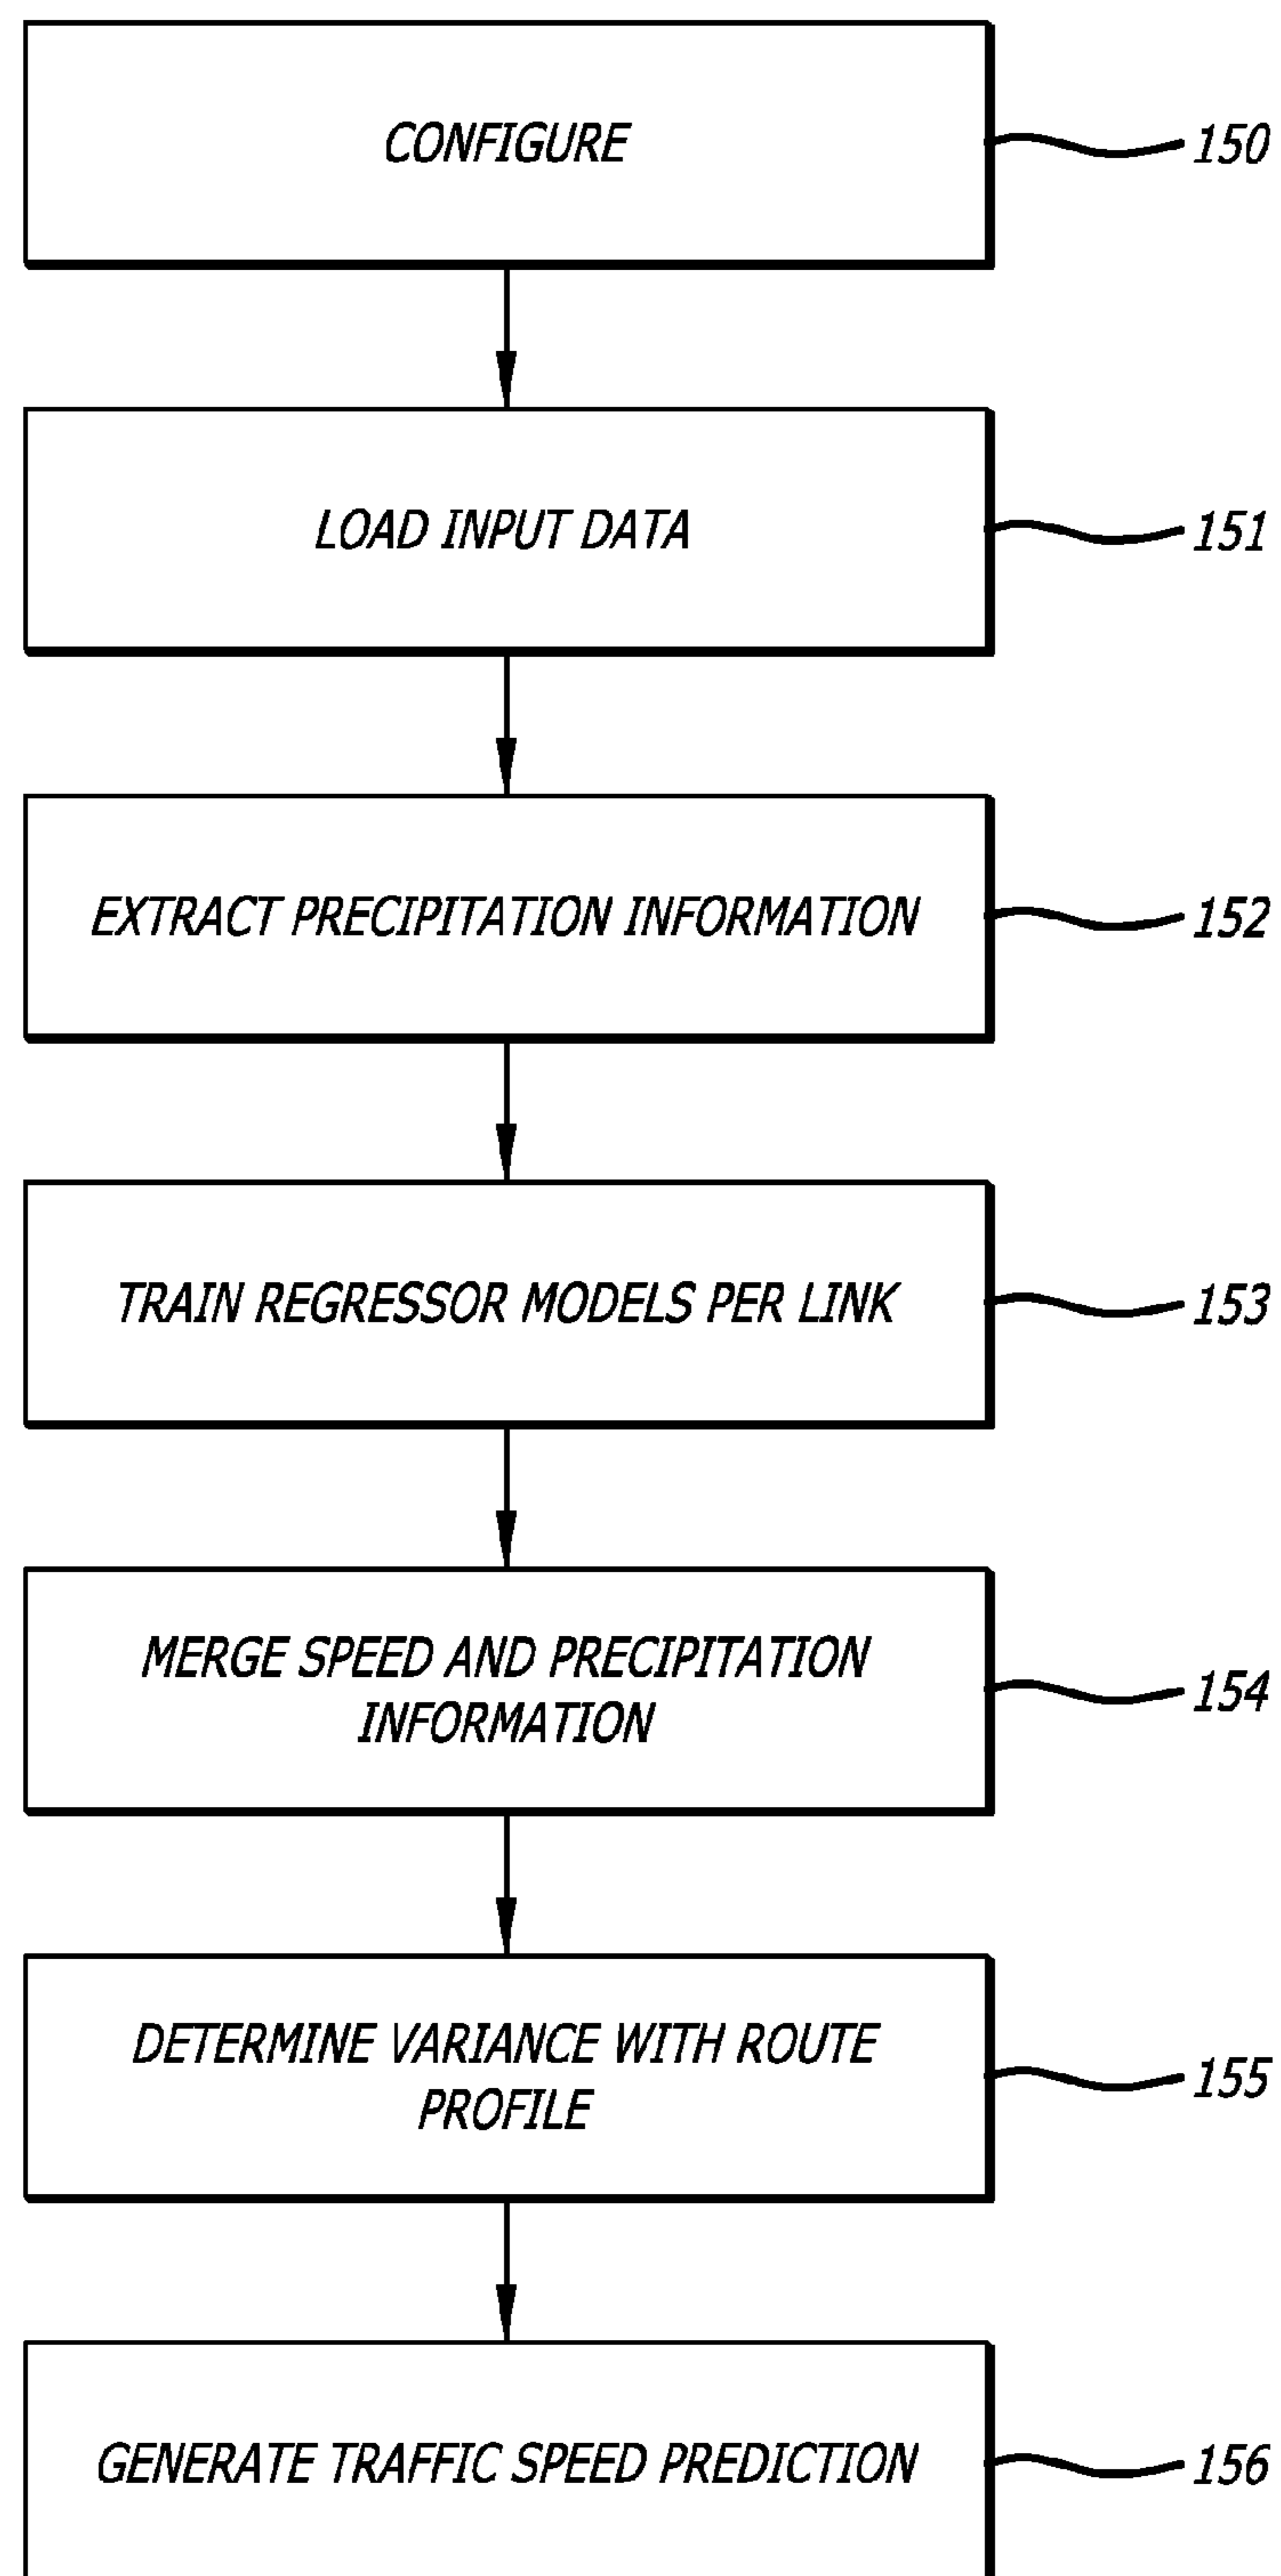 CONFIGURE
150
LOAD INPUT DATA
151
EXTRACT PRECIPITATION INFORMATION
152
TRAIN REGRESSOR MODELS PER LINK
153
MERGE SPEED AND PRECIPITATION
INFORMATION
154
DETERMINE VARIANCE WITH ROUTE
PROFILE
155
GENERATE TRAFFIC SPEED PREDICTION
156